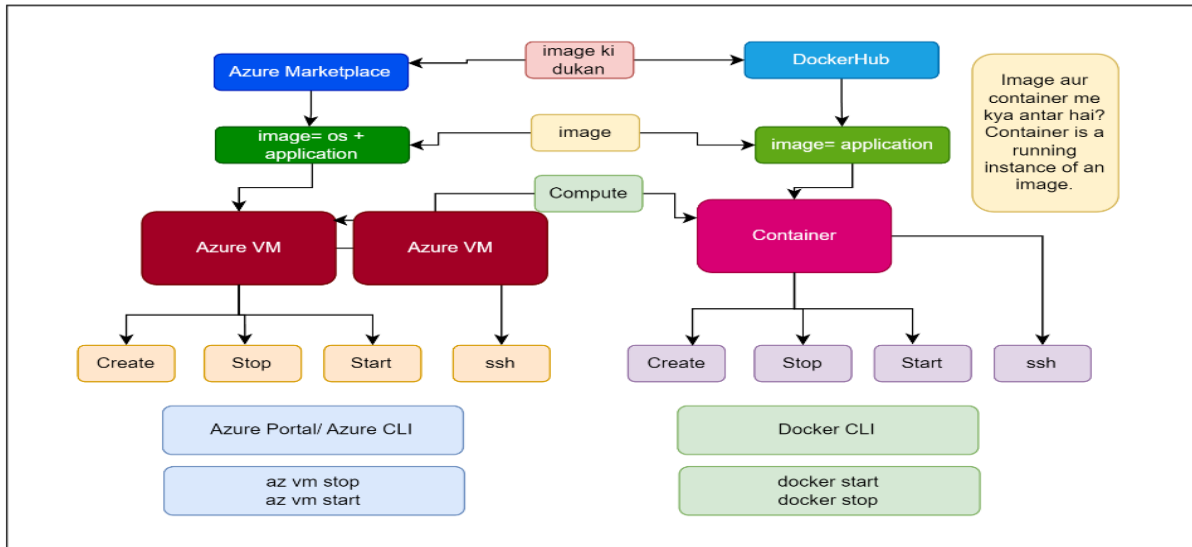 image ki
dukan
Azure Marketplace
DockerHub
Image aur
container me
kya antar hai?
Container is a
running
instance of an
image.
image= os +
application
image
image= application
Compute
Azure VM
Azure VM
Container
Create
Stop
Start
ssh
Create
Stop
Start
ssh
Azure Portal/ Azure CLI
Docker CLI
az vm stop
az vm start
docker start
docker stop